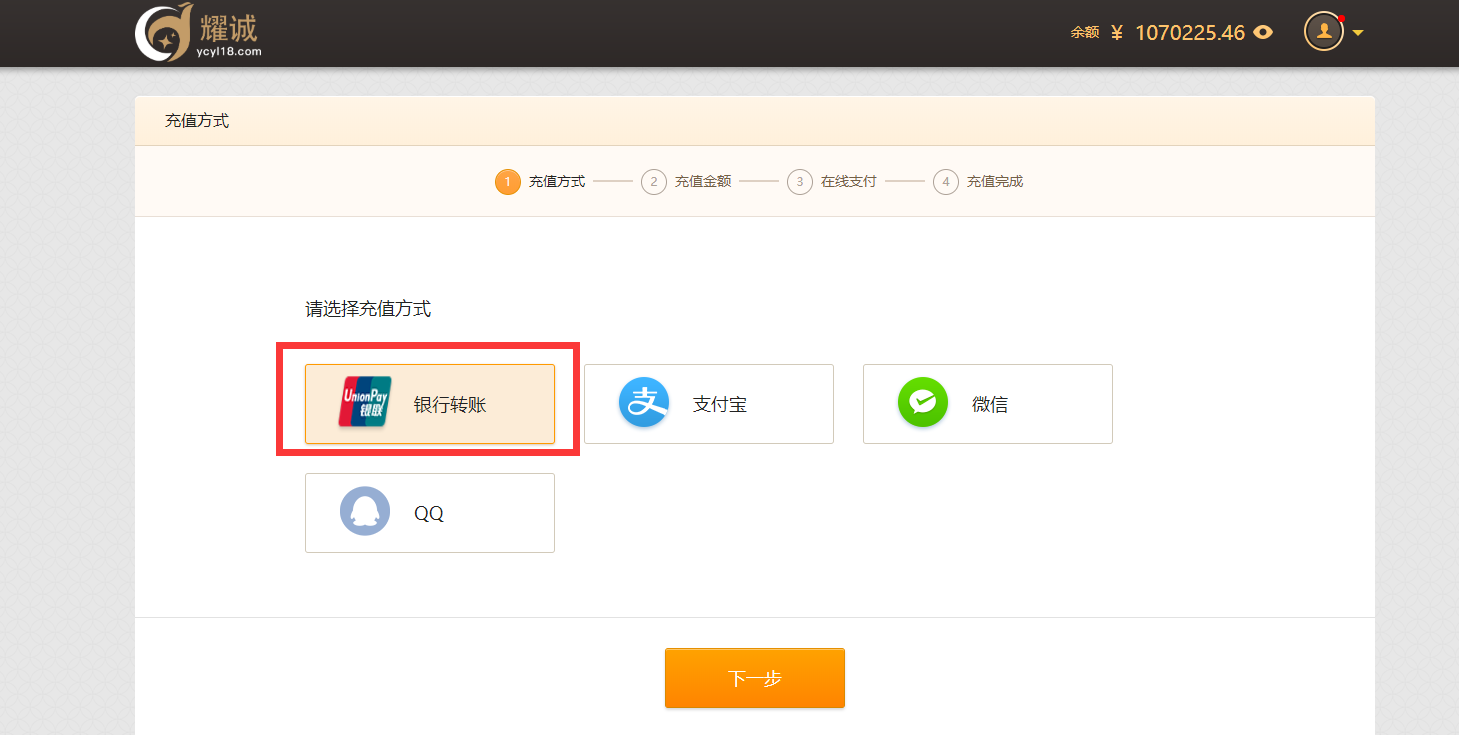 耀诚
ycyl18.com
余额 ¥ 1070225.46
充值方式
1 充值方式 2 充值金额 3 在线支付 4 充值完成
请选择充值方式
UnionPay
银联
银行转账
支 支付宝
微信
QQ
下一步